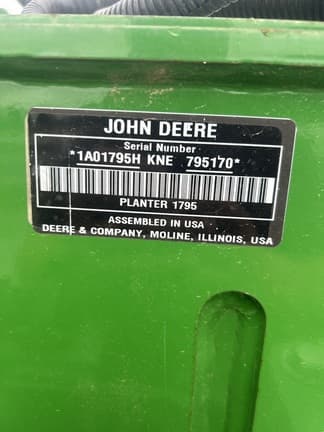 JOHN DEERE
Serial Number
*1A01795H KNE 795170*
PLANTER 1795
ASSEMBLED IN USA
DEERE & COMPANY, MOLINE, ILLINOIS, USA